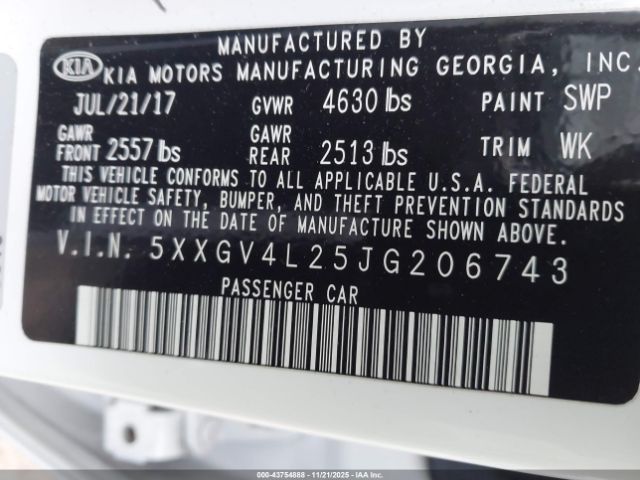 MANUFACTURED BY
KIA KIA MOTORS MANUFACTURING GEORGIA, INC.
JUL/21/17 GVWR 4630 lbs PAINT SWP
GAWR FRONT 2557 lbs GAWR REAR 2513 lbs TRIM WK
THIS VEHICLE CONFORMS TO ALL APPLICABLE U.S.A. FEDERAL
MOTOR VEHICLE SAFETY, BUMPER, AND THEFT PREVENTION STANDARDS
IN EFFECT ON THE DATE OF MANUFACTURE SHOWN ABOVE.
V.I.N. 5XXGV4L25JG206743
PASSENGER CAR
000-43754888 11/21/2025 IAAI.COM